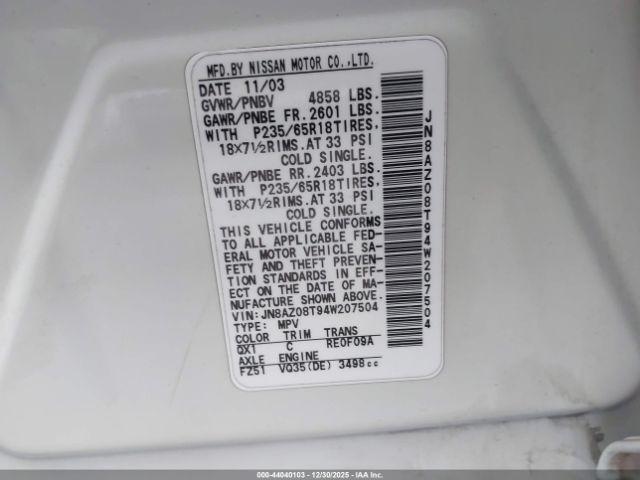 MFD.BY NISSAN MOTOR CO.,LTD.
DATE 11/03
GVWR/PNBV 4858 LBS.
GAWR/PNBE FR. 2601 LBS.
WITH P235/65R18TIRES,
18X7½RIMS.AT 33 PSI
COLD SINGLE.
GAWR/PNBE RR. 2403 LBS.
WITH P235/65R18TIRES,
18X7½RIMS.AT 33 PSI
COLD SINGLE.
THIS VEHICLE CONFORMS
TO ALL APPLICABLE FED-
ERAL MOTOR VEHICLE SA-
FETY AND THEFT PREVEN-
TION STANDARDS IN EFF-
ECT ON THE DATE OF MA-
NUFACTURE SHOWN ABOVE.
VIN: JN8AZ08T94W207504
TYPE: MPV
COLOR TRIM TRANS
QX1 C RE0F09A
AXLE ENGINE
FZ51 VQ35(DE) 3498cc
JN8AZ08T94W207504
000-44040103 - 12/30/2025 - IAA Inc.